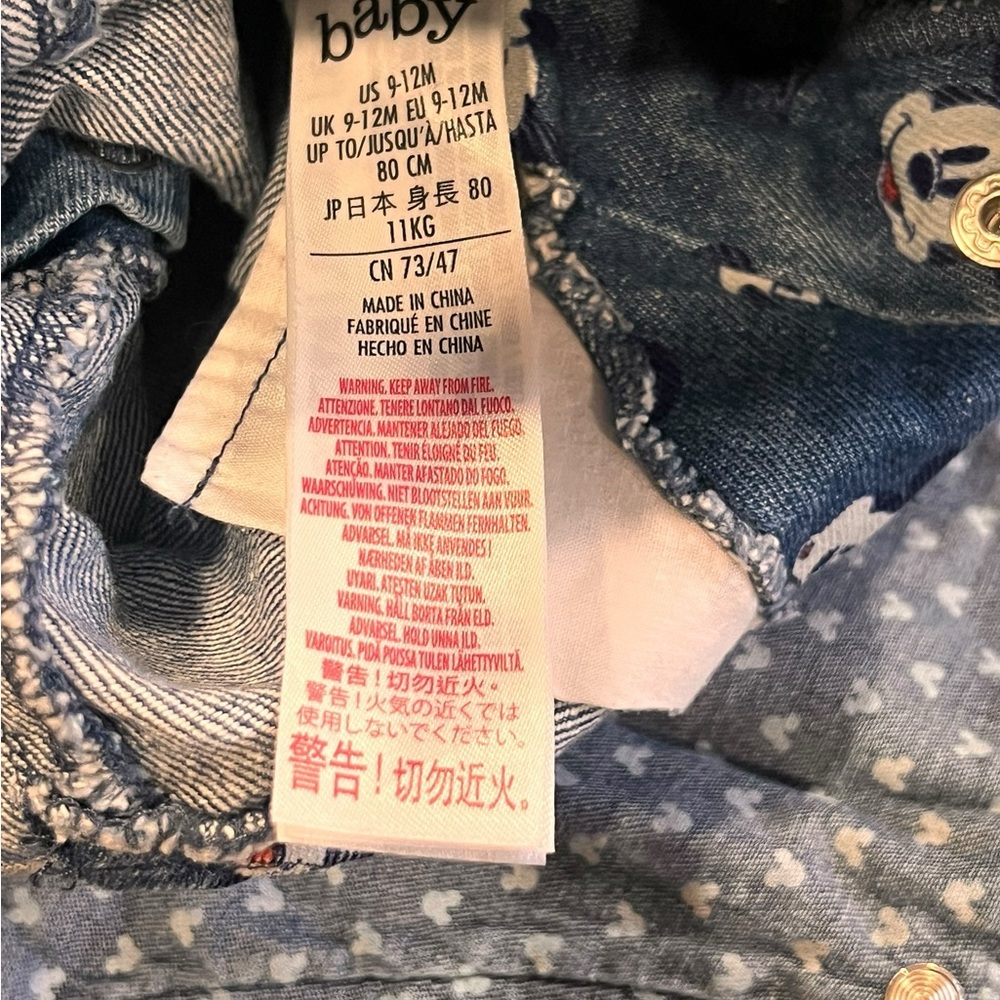 baby
US 9-12M
UK 9-12M EU 9-12M
UP TO/JUSQU'À/HASTA
80 CM
JP日本 身長 80
11KG
CN 73/47
MADE IN CHINA
FABRIQUÉ EN CHINE
HECHO EN CHINA
WARNING. KEEP AWAY FROM FIRE.
ATTENZIONE. TENERE LONTANO DAL FUOCO.
ADVERTENCIA. MANTENER ALEJADO DEL FUEGO.
ATTENTION. TENIR ÉLOIGNÉ DU FEU.
ATENÇÃO. MANTER AFASTADO DO FOGO.
WAARSCHUWING. NIET BLOOTSTELLEN AAN VUUR.
ACHTUNG. VON OFFENEN FLAMMEN FERNHALTEN.
ADVARSEL. MÅ IKKE ANVENDES I
NÆRHEDEN AF ÅBEN ILD.
UYARI. ATEŞTEN UZAK TUTUN.
VARNING. HÅLL BORTA FRÅN ELD.
ADVARSEL. HOLD UNNA ILD.
VAROITUS. PIDÄ POISSA TULEN LÄHETTYVILTÄ.
警告！切勿近火。
警告！火気の近くでは
使用しないでください。
警告！切勿近火。